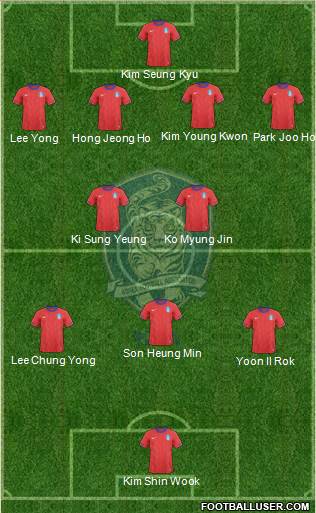 Kim Seung Kyu
Lee Yong
Hong Jeong Ho
Kim Young Kwon
Park Joo Ho
Ki Sung Yeung
Ko Myung Jin
Lee Chung Yong
Son Heung Min
Yoon Il Rok
Kim Shin Wook
FOOTBALLUSER.COM